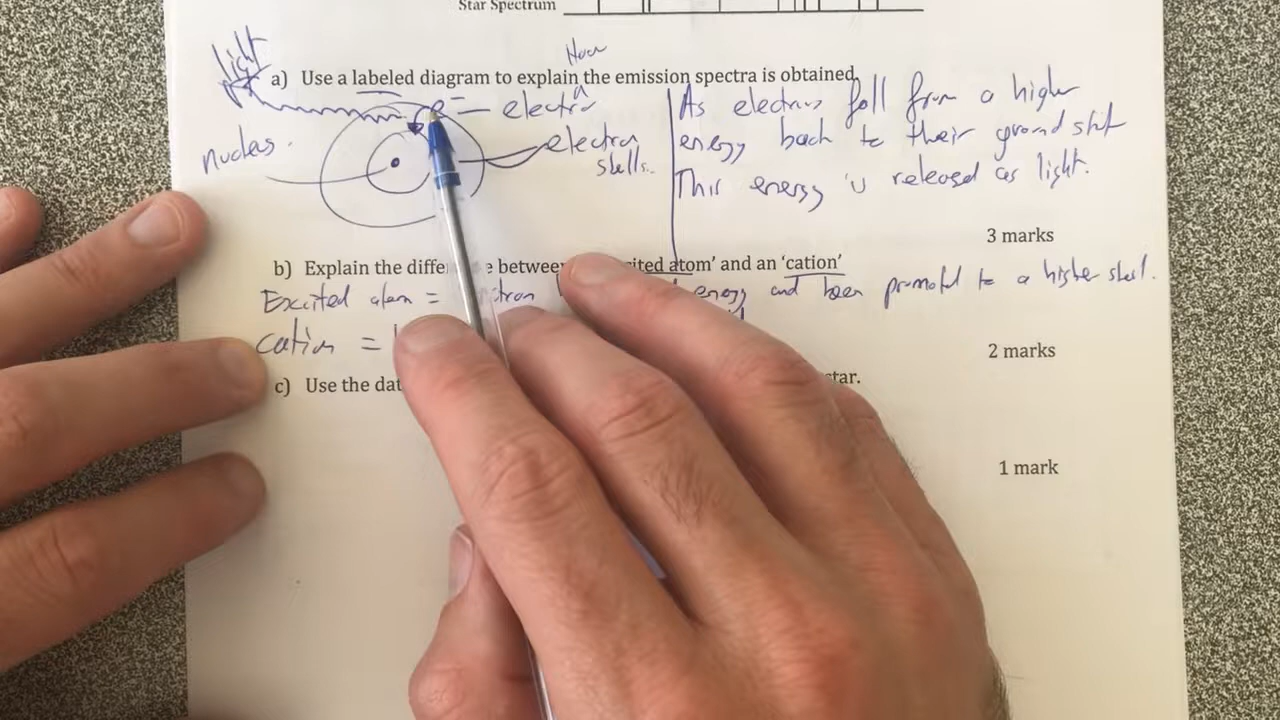 Star Spectrum
How
light
a) Use a labeled diagram to explain the emission spectra is obtained.
e⁻ — electron
nucleus.
electron
shells.
As electrons fall from a higher
energy back to their ground state
This energy is released as light.
3 marks
b) Explain the diffe e between ited atom’ and an ‘cation’
Excited atom = tron energy and been promoted to a higher shell.
cation =
2 marks
c) Use the dat star.
1 mark